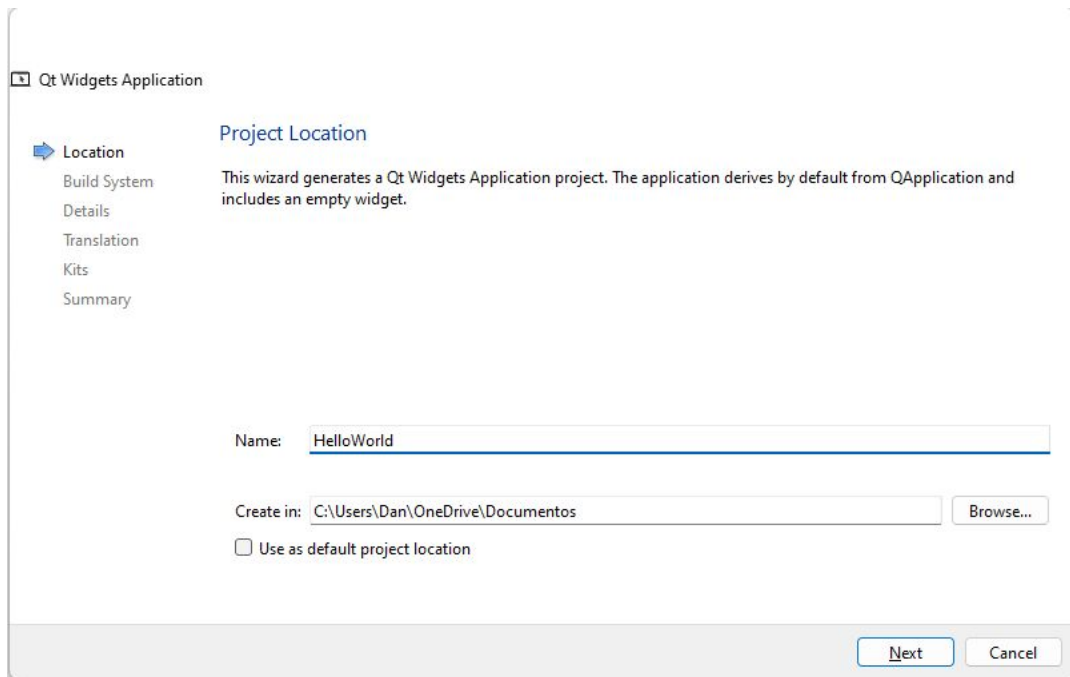 Qt Widgets Application
Location
Build System
Details
Translation
Kits
Summary
Project Location
This wizard generates a Qt Widgets Application project. The application derives by default from QApplication and
includes an empty widget.
Name: HelloWorld
Create in: C:\Users\Dan\OneDrive\Documentos Browse...
Use as default project location
Next Cancel